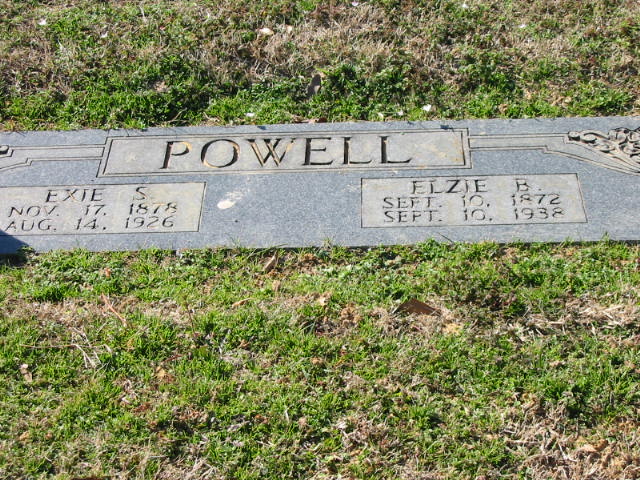 POWELL
EXIE S.
NOV. 17, 1878
AUG. 14, 1926
ELZIE B.
SEPT. 10, 1872
SEPT. 10, 1938